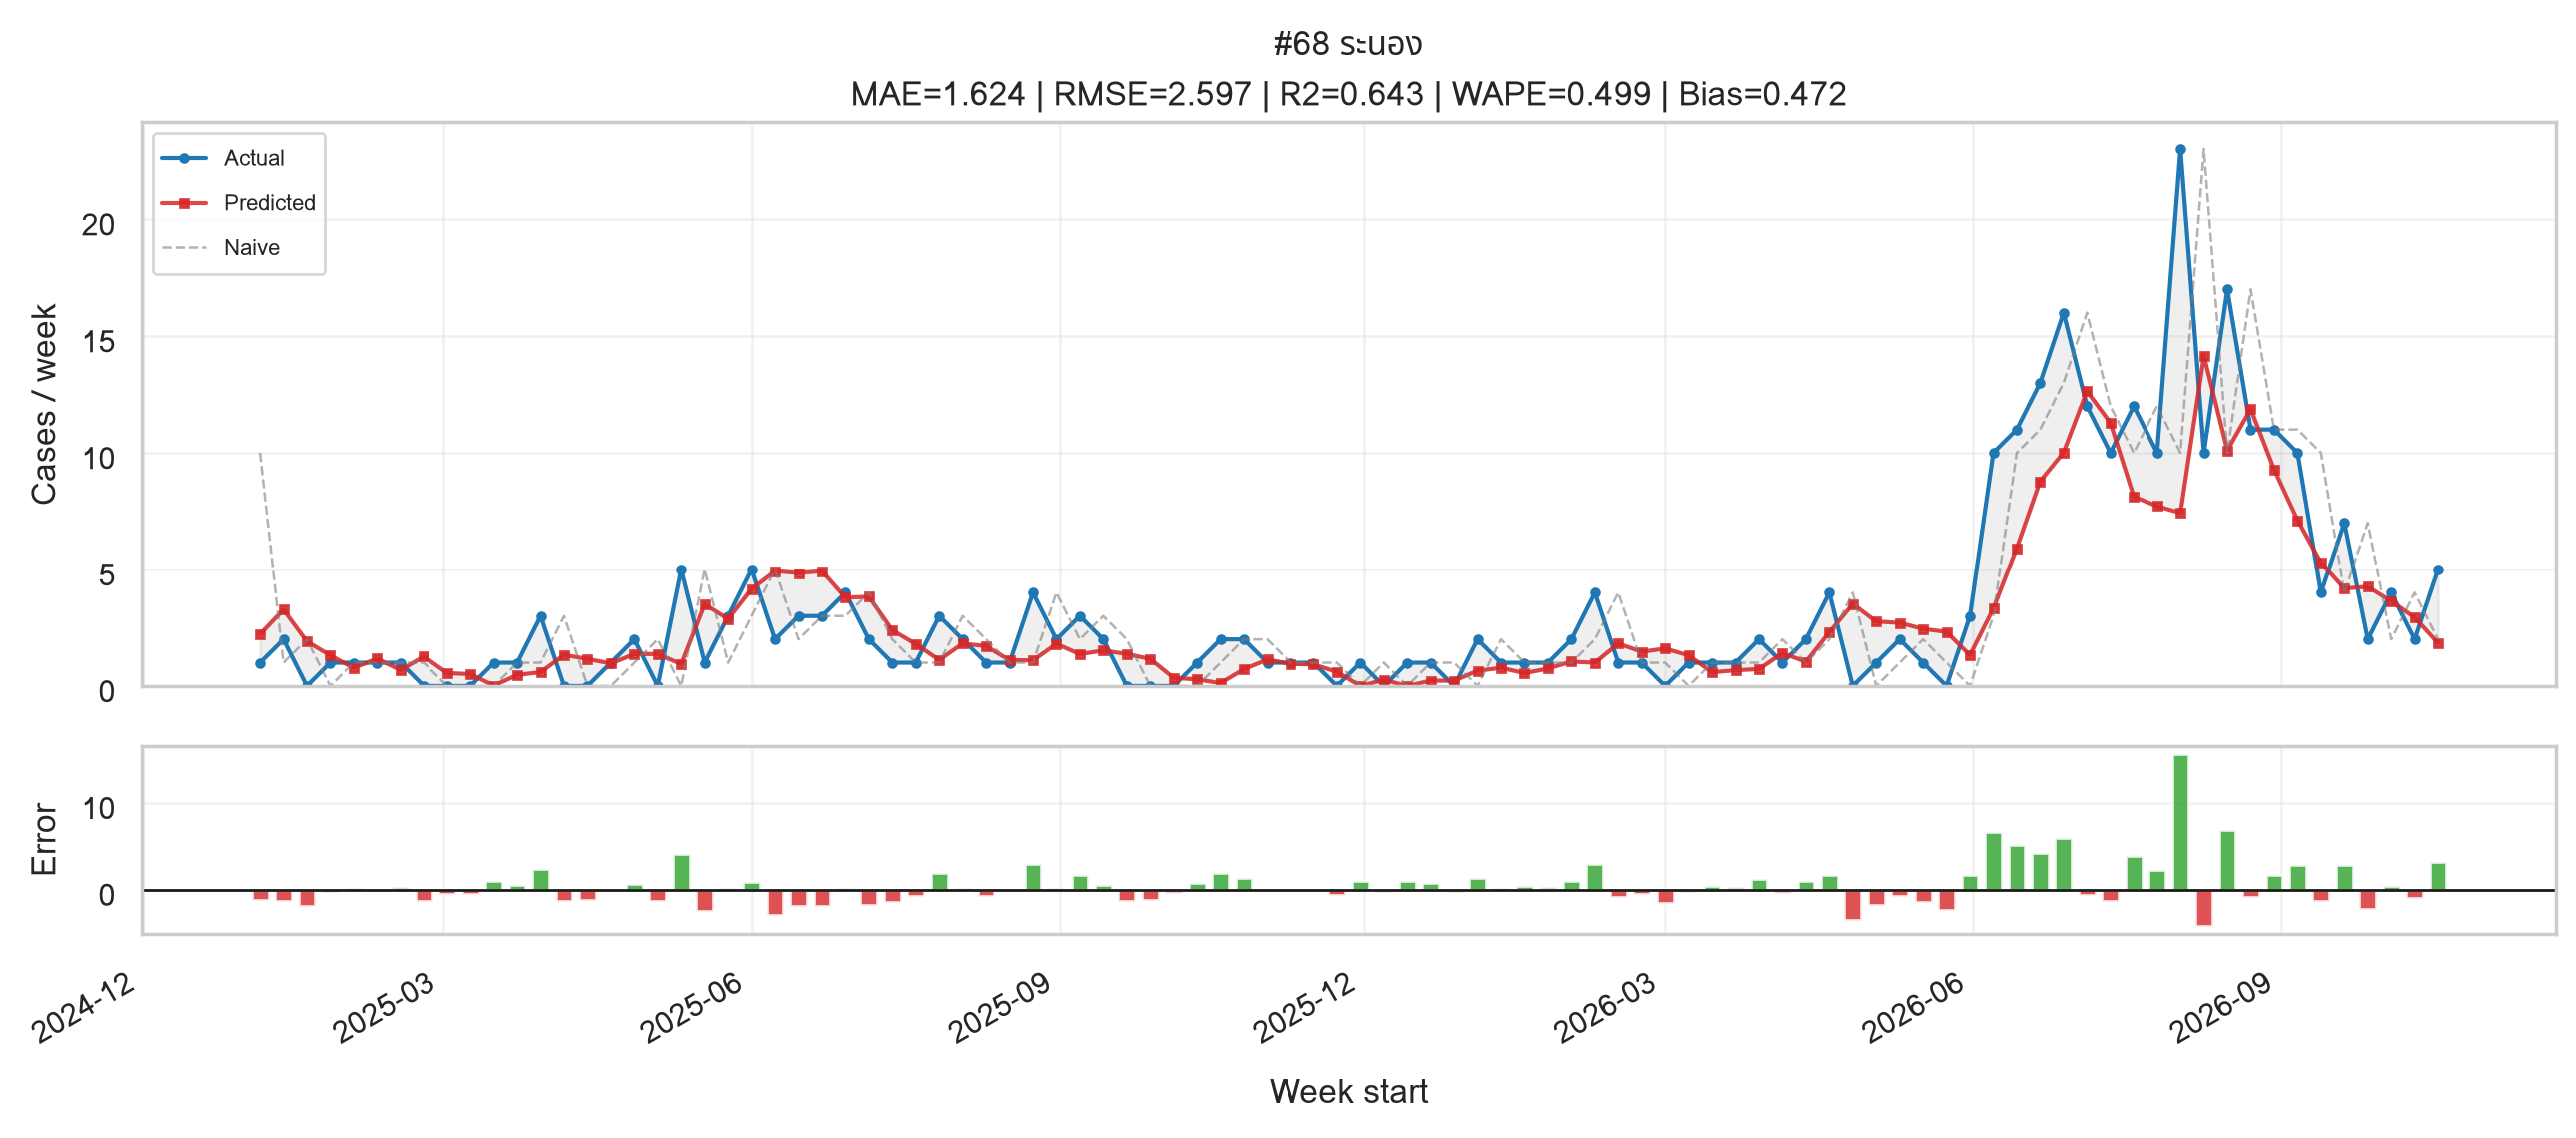 #68 ระนอง
MAE=1.624 | RMSE=2.597 | R2=0.643 | WAPE=0.499 | Bias=0.472
Actual
Predicted
Naive
Cases / week
20
15
10
5
0
Error
10
0
2024-12
2025-03
2025-06
2025-09
2025-12
2026-03
2026-06
2026-09
Week start